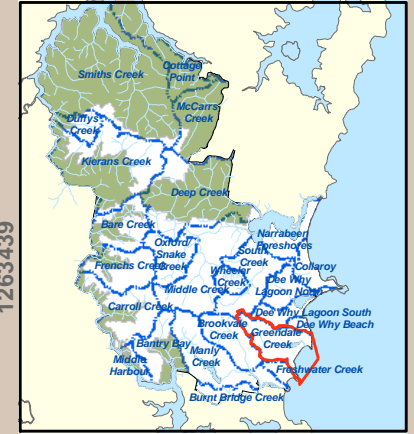 Smiths Creek
Cottage
Point
McCarrs
Creek
Duffys
Creek
Kierans Creek
Deep Creek
Bare Creek
Narrabeen
Foreshores
Oxford/
Snake
Creek
South
Creek
Frenchs Creek
Wheeler
Creek
Collaroy
Dee Why
Lagoon North
Middle Creek
Carroll Creek
Dee Why Lagoon South
Dee Why Beach
Brookvale
Creek
Greendale
Creek
Bantry Bay
Manly
Creek
Middle
Harbour
Freshwater Creek
Burnt Bridge Creek
1263439